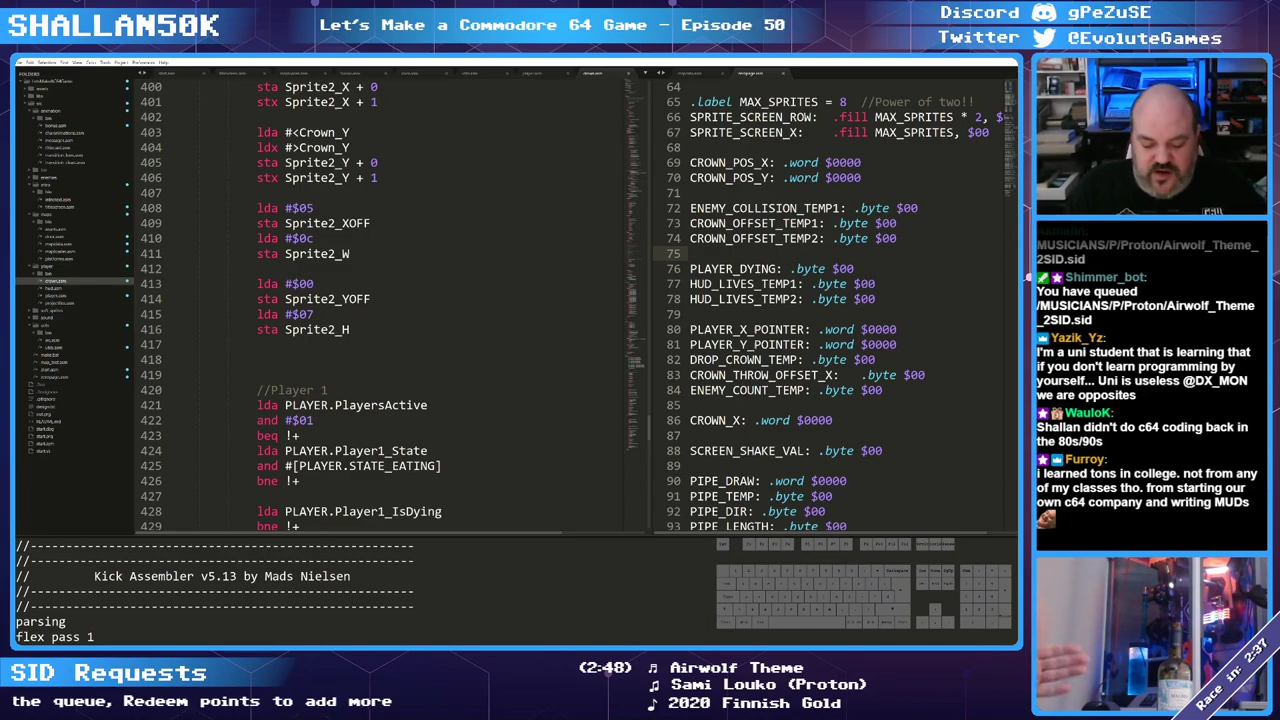 SHALLAN50K
Let's Make a Commodore 64 Game - Episode 50
Discord gPeZuSE
Twitter @EvoluteGames
FOLDERS
400 sta Sprite2_X + 0
401 stx Sprite2_X + 1
402
403 lda #<Crown_Y
404 ldx #>Crown_Y
405 sta Sprite2_Y + 0
406 stx Sprite2_Y + 1
407
408 lda #$05
409 sta Sprite2_XOFF
410 lda #$0c
411 sta Sprite2_W
412
413 lda #$00
414 sta Sprite2_YOFF
415 lda #$07
416 sta Sprite2_H
417
418
419
420 //Player 1
421 lda PLAYER.PlayersActive
422 and #$01
423 beq !+
424 lda PLAYER.Player1_State
425 and #[PLAYER.STATE_EATING]
426 bne !+
427
428 lda PLAYER.Player1_IsDying
429 bne !+
64
65 .label MAX_SPRITES = 8 //Power of two!!
66 SPRITE_SCREEN_RO: .fill MAX_SPRITES * 2, $
67 SPRITE_SCREEN_X: .fill MAX_SPRITES, $00
68
69 CROWN_POS_X: .word $0000
70 CROWN_POS_Y: .word $0000
71
72 ENEMY_COLLISION_TEMP1: .byte $00
73 CROWN_OFFSET_TEMP1: .byte $00
74 CROWN_OFFSET_TEMP2: .byte $00
75
76 PLAYER_DYING: .byte $00
77 HUD_LIVES_TEMP1: .byte $00
78 HUD_LIVES_TEMP2: .byte $00
79
80 PLAYER_X_POINTER: .word $0000
81 PLAYER_Y_POINTER: .word $0000
82 DROP_CROWN_TEMP: .byte $00
83 CROWN_THROW_OFFSET_X: .byte $00
84 ENEMY_COUNT_TEMP: .byte $00
85
86 CROWN_X: .word $0000
87
88 SCREEN_SHAKE_VAL: .byte $00
89
90 PIPE_DRAW: .word $0000
91 PIPE_TEMP: .byte $00
92 PIPE_DIR: .byte $00
93 PIPE_LENGTH: .byte $00
//------------------------------------------------
//------------------------------------------------
// Kick Assembler v5.13 by Mads Nielsen
//------------------------------------------------
//------------------------------------------------
parsing
flex pass 1
MUSICIANS/P/Proton/Airwolf_Theme_
_2SID.sid
Shimmer_bot:
You have queued
/MUSICIANS/P/Proton/Airwolf_Theme
_2SID.sid
Yazik_Yz:
I'm a uni student that is leaning that
if you don't learn programming by
yourself... Uni is useless @DX_MON
we are opposites
WauloK:
Shallan didn't do c64 coding back in
the 80s/90s
Furroy:
i learned tons in college. not from any
of my classes tho. from starting our
own c64 company and writing MUDs
SID Requests
the queue, Redeem points to add more
(2:48) ♫ Airwolf Theme
♫ Sami Louko (Proton)
♪ 2020 Finnish Gold
Race in: 2:37